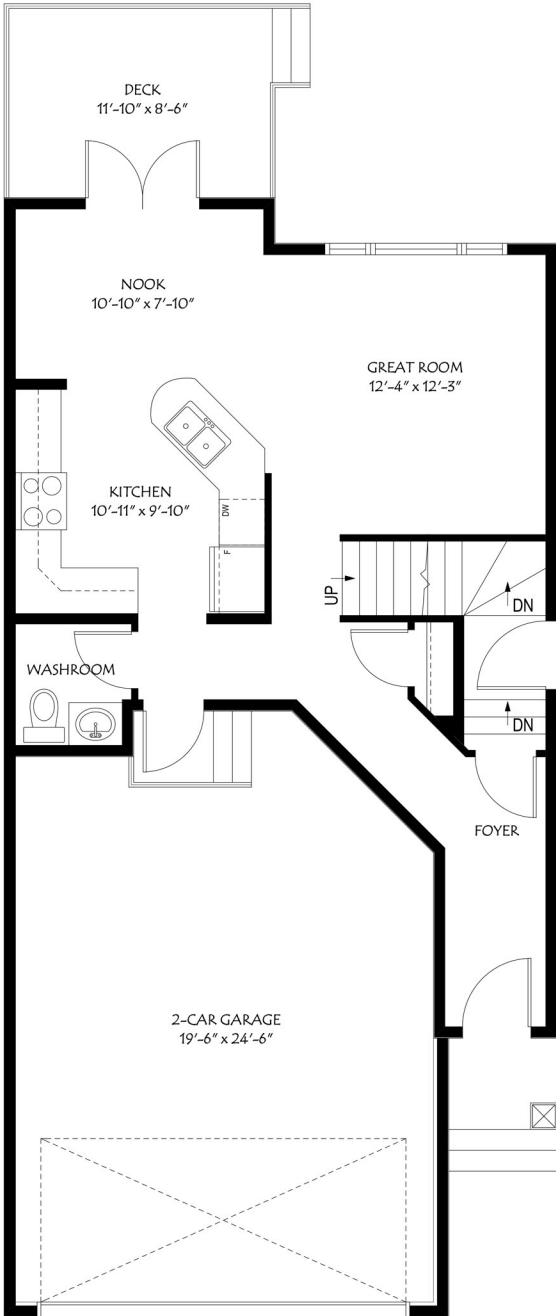 DECK
11'-10" x 8'-6"
NOOK
10'-10" x 7'-10"
GREAT ROOM
12'-4" x 12'-3"
KITCHEN
10'-11" x 9'-10"
DW
F
UP
DN
WASHROOM
DN
FOYER
2-CAR GARAGE
19'-6" x 24'-6"